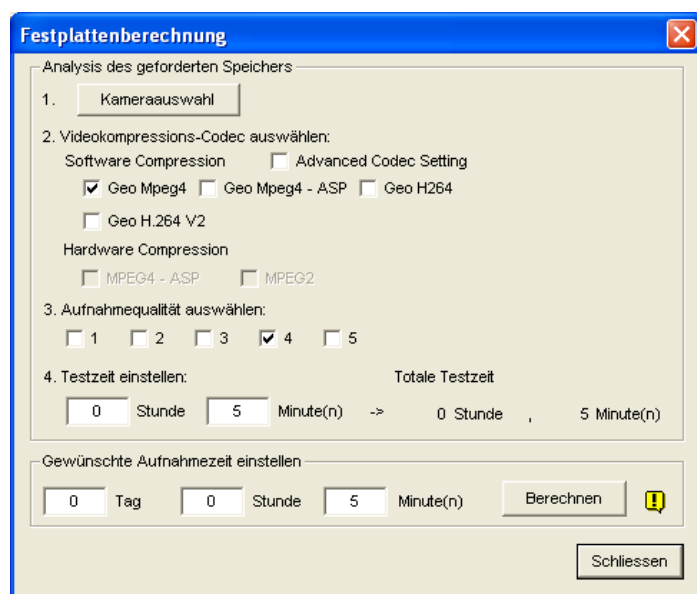 Festplattenberechnung
Analysis des geforderten Speichers
1. Kameraauswahl
2. Videokompressions-Codec auswählen:
Software Compression Advanced Codec Setting
Geo Mpeg4 Geo Mpeg4 - ASP Geo H264
Geo H.264 V2
Hardware Compression
MPEG4 - ASP MPEG2
3. Aufnahmequalität auswählen:
1 2 3 4 5
4. Testzeit einstellen: Totale Testzeit
0 Stunde 5 Minute(n) -> 0 Stunde , 5 Minute(n)
Gewünschte Aufnahmezeit einstellen
0 Tag 0 Stunde 5 Minute(n) Berechnen
Schliessen